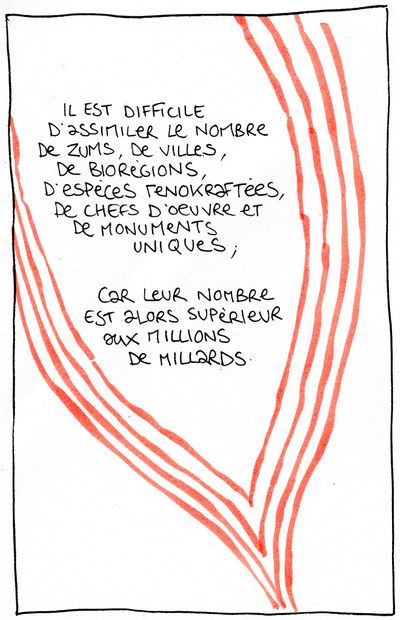 IL EST DIFFICILE
D'ASSIMILER LE NOMBRE
DE ZUMS, DE VILLES,
DE BIORÉGIONS,
D'ESPÈCES GENOKRAFTÉES,
DE CHEFS D'OEUVRE ET
DE MONUMENTS
UNIQUES;
CAR LEUR NOMBRE
EST ALORS SUPÉRIEUR
AUX MILLIONS
DE MILLARDS.